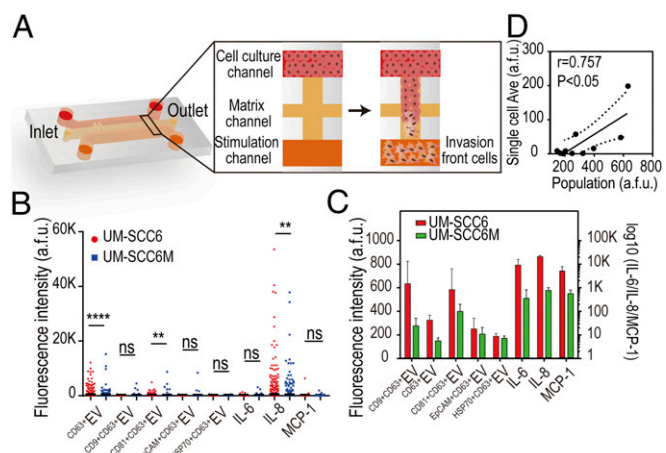 A
Cell culture
channel
Matrix
channel
Stimulation
channel
Inlet
Outlet
Invasion
front cells
D
Single cell Ave (a.f.u.)
300
200
100
0
r=0.757
P<0.05
200
400
600
800
Population (a.f.u.)
B
Fluorescence intensity (a.f.u.)
60K
40K
20K
0
UM-SCC6
UM-SCC6M
****
ns
**
ns
ns
ns
**
ns
CD63+EV
CD9+CD63+EV
CD81+CD63+EV
EpCAM+CD63+EV
HSP70+CD63+EV
IL-6
IL-8
MCP-1
C
Fluorescence intensity (a.f.u.)
1000
800
600
400
200
0
UM-SCC6
UM-SCC6M
100K
10K
1K
100
10
1
log10 (IL-6/IL-8/MCP-1)
CD9+CD63+EV
CD63+EV
CD81+CD63+EV
EpCAM+CD63+EV
HSP70+CD63+EV
IL-6
IL-8
MCP-1